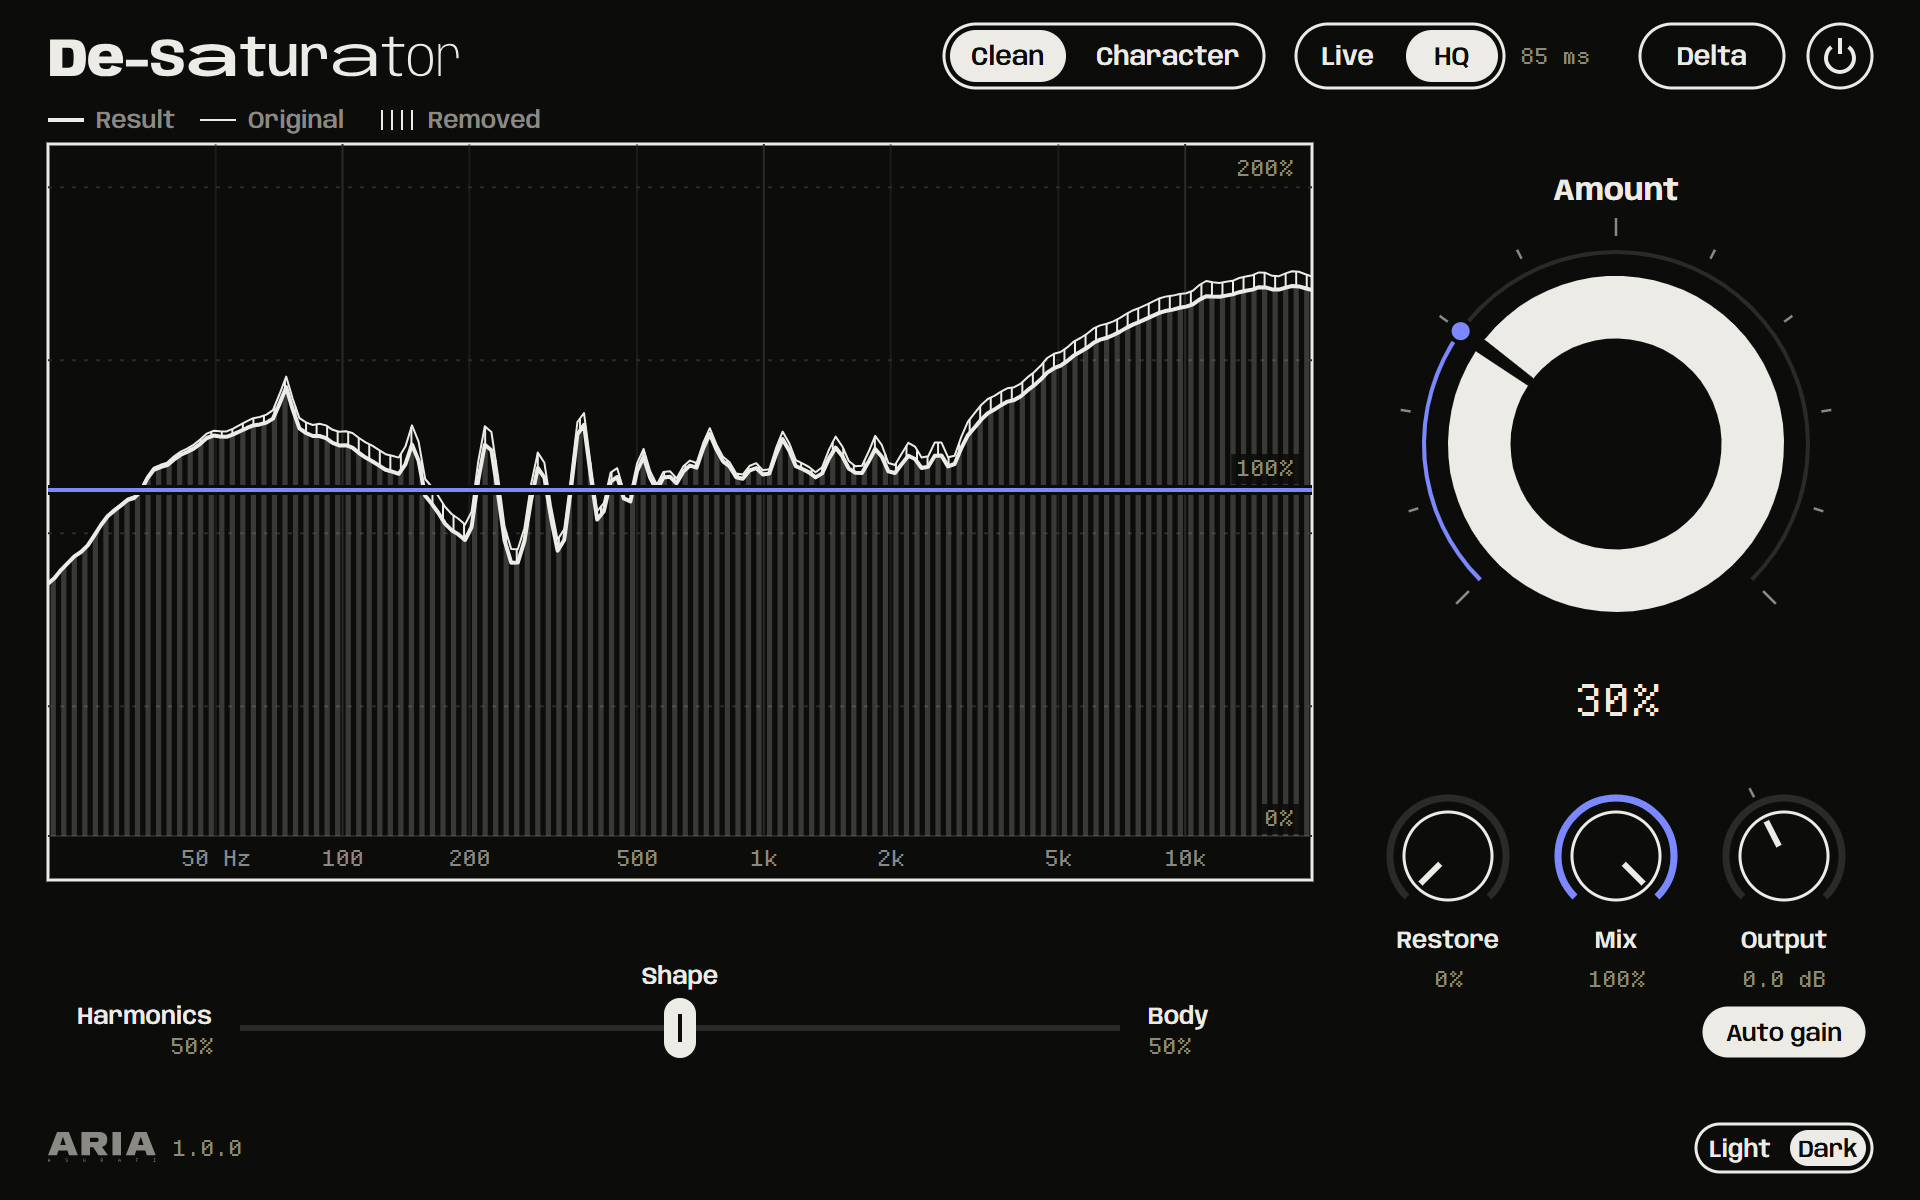 De-Saturator
Clean Character
Live HQ 85 ms
Delta
Result Original Removed
200%
100%
0%
50 Hz 100 200 500 1k 2k 5k 10k
Amount
30%
Restore Mix Output
0% 100% 0.0 dB
Shape
Harmonics Body
50% 50%
Auto gain
ARIA 1.0.0
Light Dark